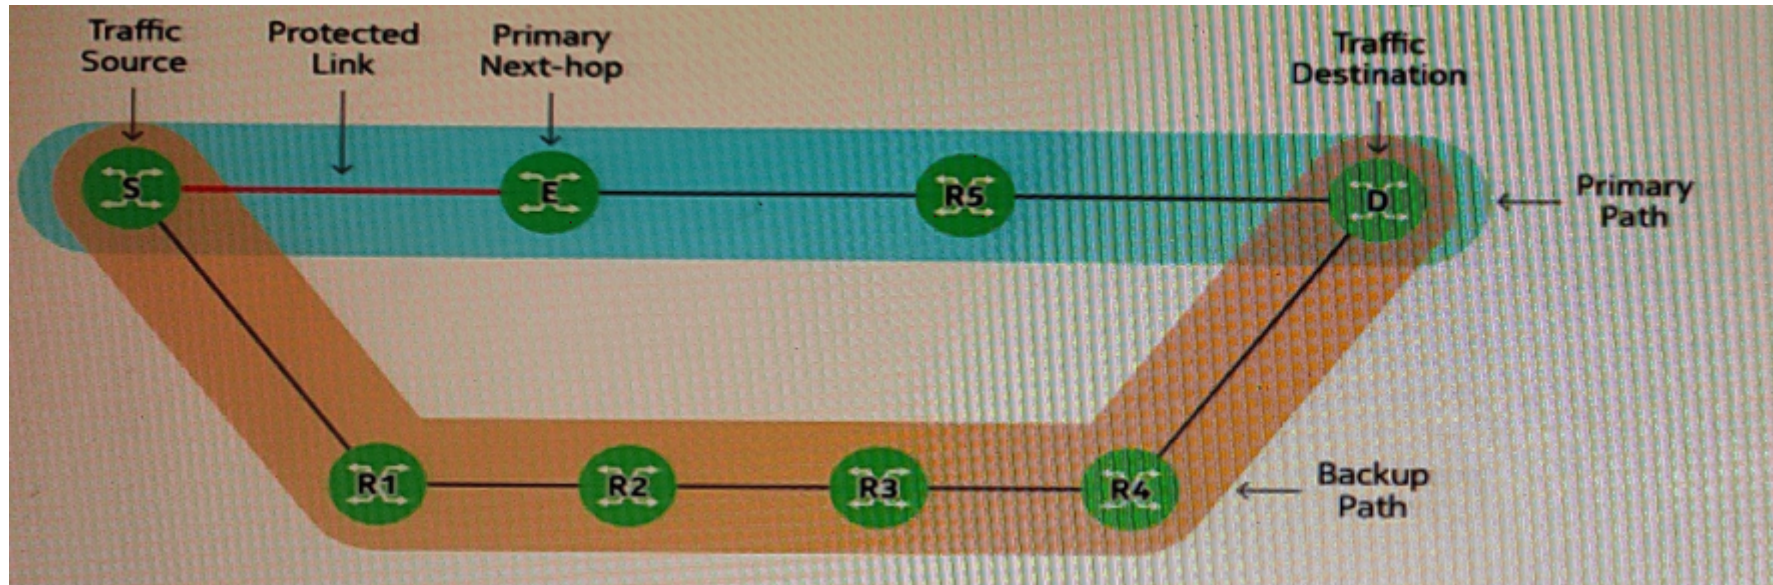 Traffic
Source
Protected
Link
Primary
Next-hop
Traffic
Destination
S
E
R5
D
Primary
Path
R1
R2
R3
R4
Backup
Path